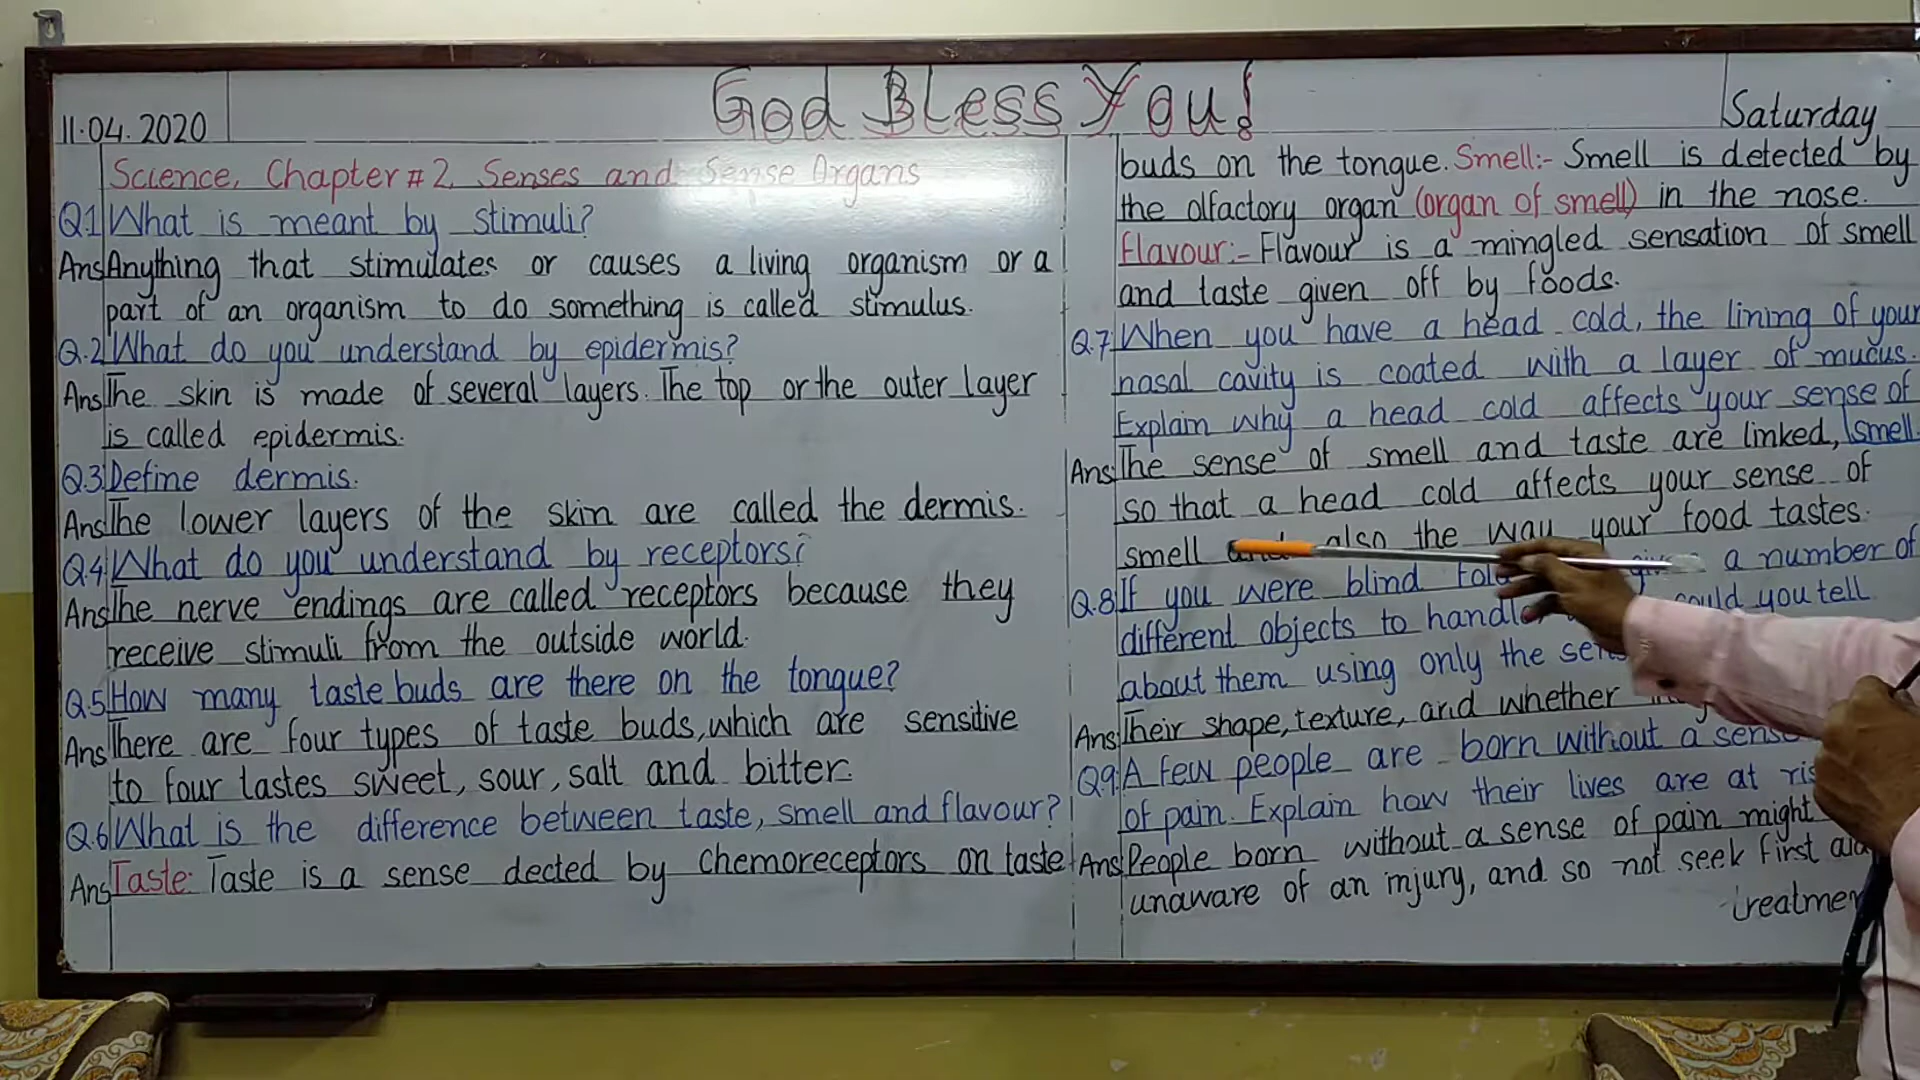 God Bless You!
11.04.2020
Saturday
Science, Chapter # 2, Senses and Sense Organs
Q.1 What is meant by stimuli?
Ans Anything that stimulates or causes a living organism or a
part of an organism to do something is called stimulus.
Q.2 What do you understand by epidermis?
Ans The skin is made of several layers. The top or the outer layer
is called epidermis.
Q.3 Define dermis.
Ans The lower layers of the skin are called the dermis.
Q.4 What do you understand by receptors?
Ans The nerve endings are called receptors because they
receive stimuli from the outside world.
Q.5 How many taste buds are there on the tongue?
Ans There are four types of taste buds, which are sensitive
to four tastes sweet, sour, salt and bitter.
Q.6 What is the difference between taste, smell and flavour?
Ans Taste: Taste is a sense dected by chemoreceptors on taste
buds on the tongue. Smell:- Smell is detected by
the olfactory organ (organ of smell) in the nose.
Flavour:- Flavour is a mingled sensation of smell
and taste given off by foods.
Q.7 When you have a head cold, the lining of your
nasal cavity is coated with a layer of mucus.
Explain why a head cold affects your sense of
smell.
Ans The sense of smell and taste are linked,
so that a head cold affects your sense of
smell and also the way your food tastes.
Q.8 If you were blind given a number of
different objects to handle could you tell
about them using only the
Ans Their shape, texture, and whether
Q.9 A few people are born without a sense
of pain. Explain how their lives are at
Ans People born without a sense of pain might
unaware of an injury, and so not seek first aid